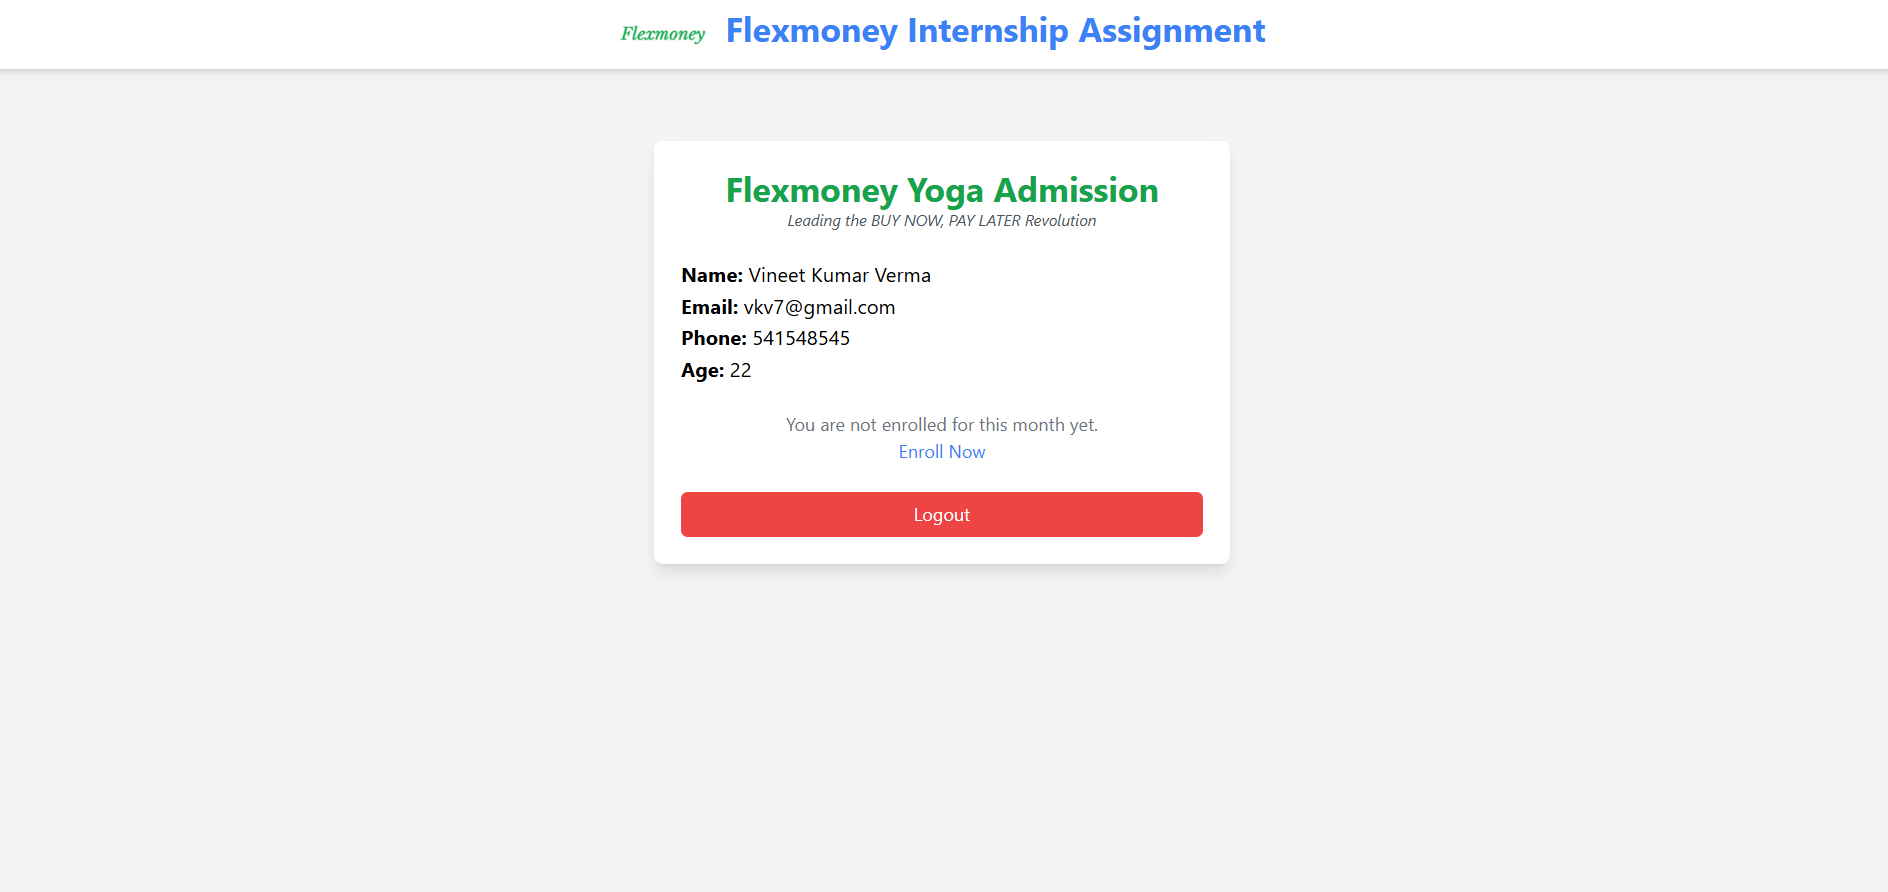 Flexmoney Flexmoney Internship Assignment
Flexmoney Yoga Admission
Leading the BUY NOW, PAY LATER Revolution
Name: Vineet Kumar Verma
Email: vkv7@gmail.com
Phone: 541548545
Age: 22
You are not enrolled for this month yet.
Enroll Now
Logout